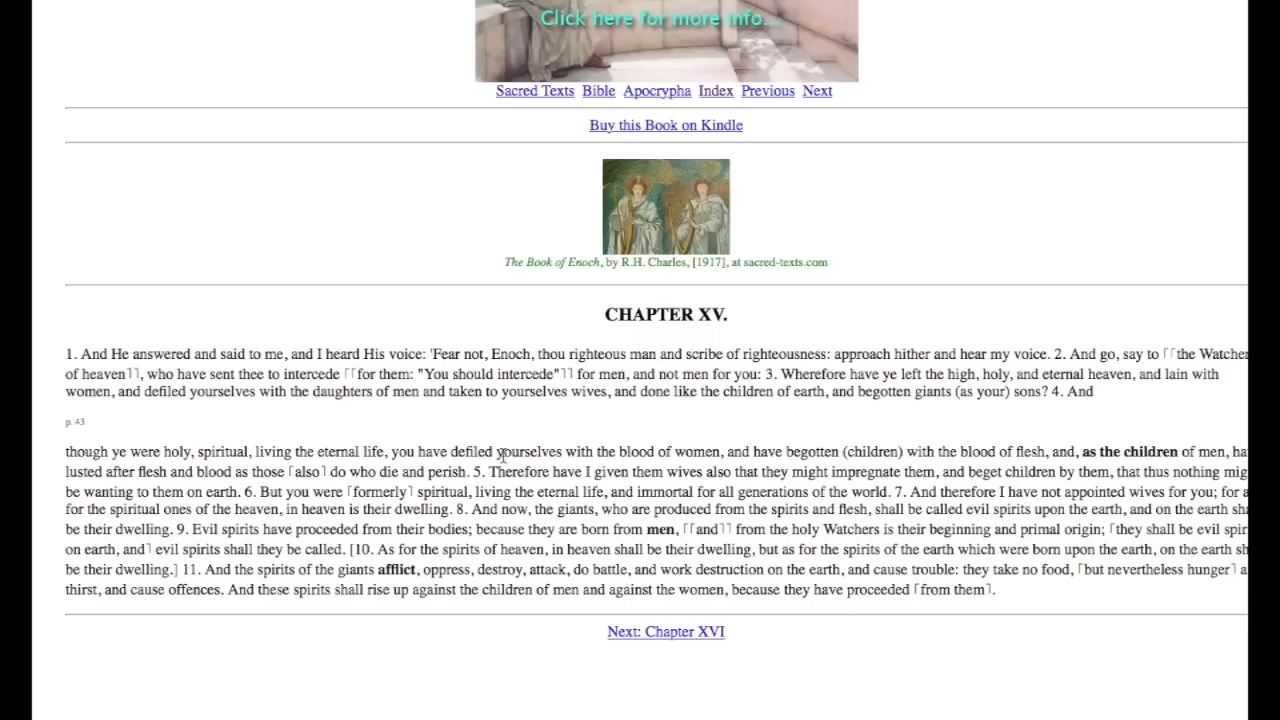 Click here for more info...
Sacred Texts Bible Apocrypha Index Previous Next
Buy this Book on Kindle
The Book of Enoch, by R.H. Charles, [1917], at sacred-texts.com
CHAPTER XV.
1. And He answered and said to me, and I heard His voice: 'Fear not, Enoch, thou righteous man and scribe of righteousness: approach hither and hear my voice. 2. And go, say to ⌈⌈the Watcher
of heaven⌉⌉, who have sent thee to intercede ⌈⌈for them: "You should intercede"⌉⌉ for men, and not men for you: 3. Wherefore have ye left the high, holy, and eternal heaven, and lain with
women, and defiled yourselves with the daughters of men and taken to yourselves wives, and done like the children of earth, and begotten giants (as your) sons? 4. And
p. 43
though ye were holy, spiritual, living the eternal life, you have defiled yourselves with the blood of women, and have begotten (children) with the blood of flesh, and, as the children of men, ha
lusted after flesh and blood as those ⌈also⌉ do who die and perish. 5. Therefore have I given them wives also that they might impregnate them, and beget children by them, that thus nothing mig
be wanting to them on earth. 6. But you were ⌈formerly⌉ spiritual, living the eternal life, and immortal for all generations of the world. 7. And therefore I have not appointed wives for you; for a
for the spiritual ones of the heaven, in heaven is their dwelling. 8. And now, the giants, who are produced from the spirits and flesh, shall be called evil spirits upon the earth, and on the earth sha
be their dwelling. 9. Evil spirits have proceeded from their bodies; because they are born from men, ⌈⌈and⌉⌉ from the holy Watchers is their beginning and primal origin; ⌈they shall be evil spir
on earth, and⌉ evil spirits shall they be called. [10. As for the spirits of heaven, in heaven shall be their dwelling, but as for the spirits of the earth which were born upon the earth, on the earth sh
be their dwelling.] 11. And the spirits of the giants afflict, oppress, destroy, attack, do battle, and work destruction on the earth, and cause trouble: they take no food, ⌈but nevertheless hunger⌉ a
thirst, and cause offences. And these spirits shall rise up against the children of men and against the women, because they have proceeded ⌈from them⌉.
Next: Chapter XVI